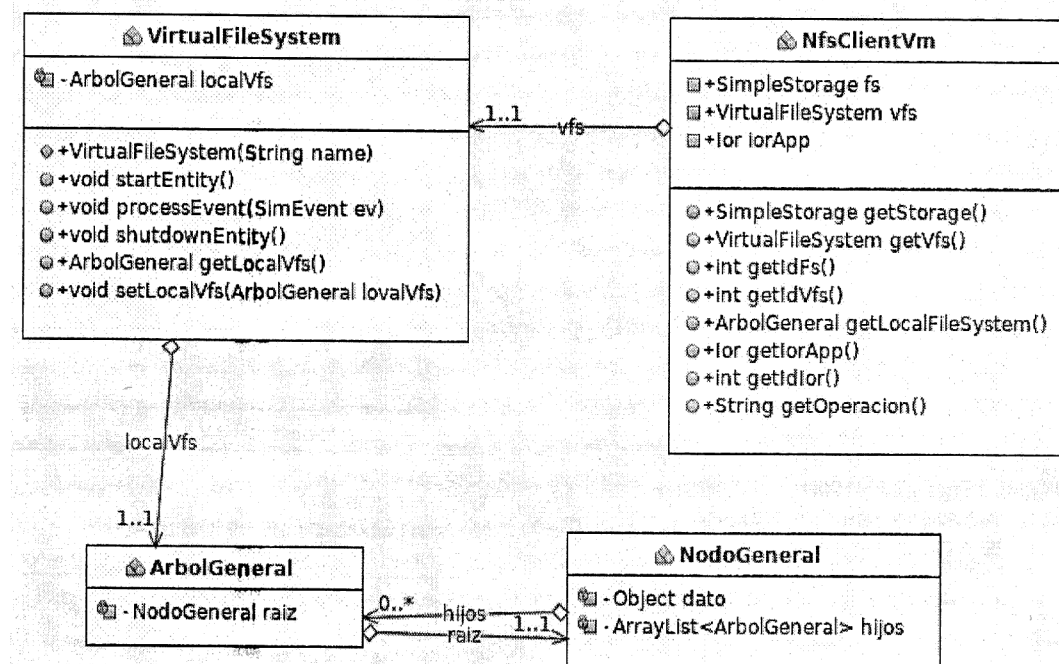 VirtualFileSystem
-ArbolGeneral localVfs
+VirtualFileSystem(String name)
+void startEntity()
+void processEvent(SimEvent ev)
+void shutdownEntity()
+ArbolGeneral getLocalVfs()
+void setLocalVfs(ArbolGeneral lovalVfs)
1..1
vfs
NfsClientVm
+SimpleStorage fs
+VirtualFileSystem vfs
+Ior iorApp
+SimpleStorage getStorage()
+VirtualFileSystem getVfs()
+int getIdFs()
+int getIdVfs()
+ArbolGeneral getLocalFileSystem()
+Ior getIorApp()
+int getIdIor()
+String getOperacion()
localVfs
1..1
ArbolGeneral
-NodoGeneral raiz
0..*
hijos
raiz
1..1
NodoGeneral
-Object dato
-ArrayList<ArbolGeneral> hijos